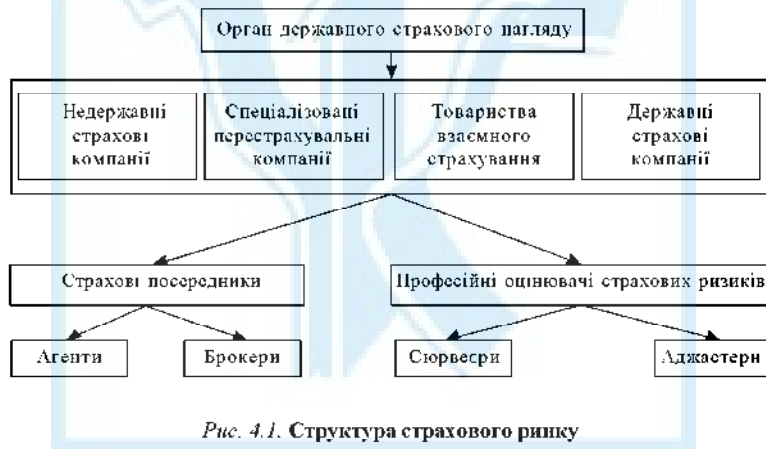 Орган державного страхового нагляду
Недержавні
страхові
компанії
Спеціалізовані
перестрахувальні
компанії
Товариства
взаємного
страхування
Державні
страхові
компанії
Страхові посередники
Професійні оцінювачі страхових ризиків
Агенти
Брокери
Сюрвеєри
Аджастери
Рис. 4.1. Структура страхового ринку